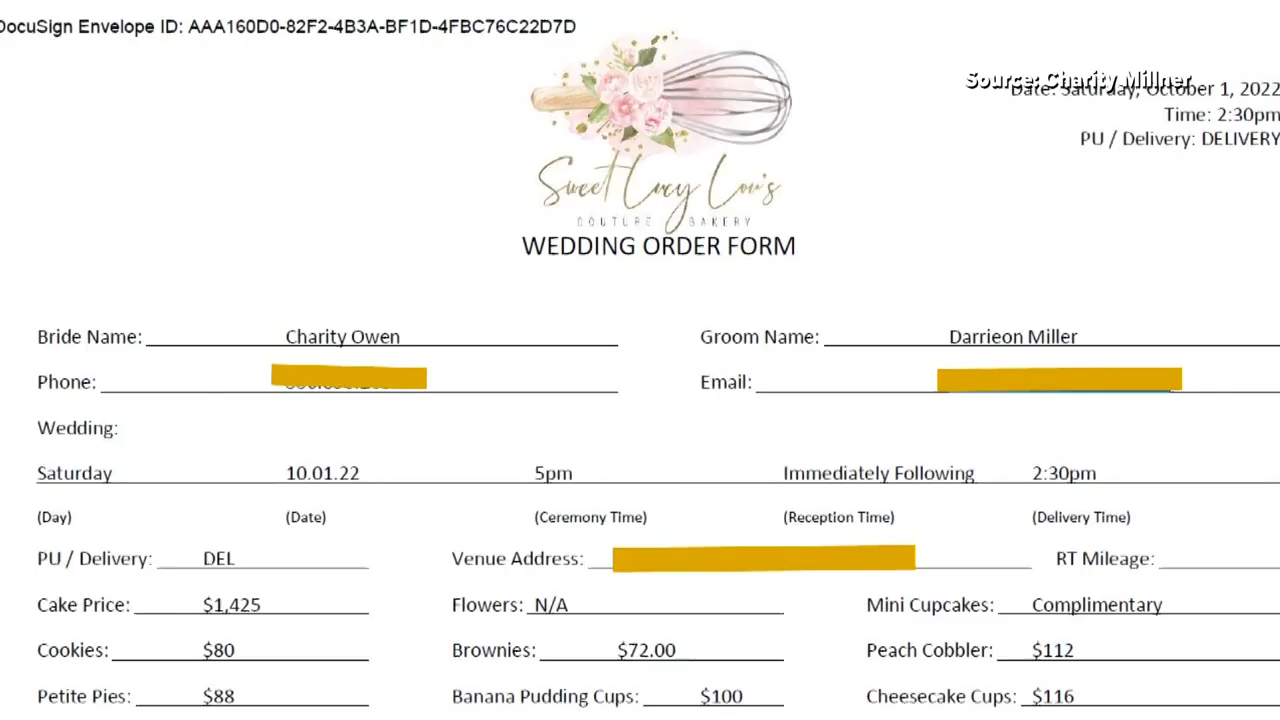 DocuSign Envelope ID: AAA160D0-82F2-4B3A-BF1D-4FBC76C22D7D
Source: Charity Millner
Date: Saturday, October 1, 2022
Time: 2:30pm
PU / Delivery: DELIVERY
Sweet Lucy Lou's
COUTURE BAKERY
WEDDING ORDER FORM
Bride Name: Charity Owen Groom Name: Darrieon Miller
Phone: Email:
Wedding:
Saturday 10.01.22 5pm Immediately Following 2:30pm
(Day) (Date) (Ceremony Time) (Reception Time) (Delivery Time)
PU / Delivery: DEL Venue Address: RT Mileage:
Cake Price: $1,425 Flowers: N/A Mini Cupcakes: Complimentary
Cookies: $80 Brownies: $72.00 Peach Cobbler: $112
Petite Pies: $88 Banana Pudding Cups: $100 Cheesecake Cups: $116